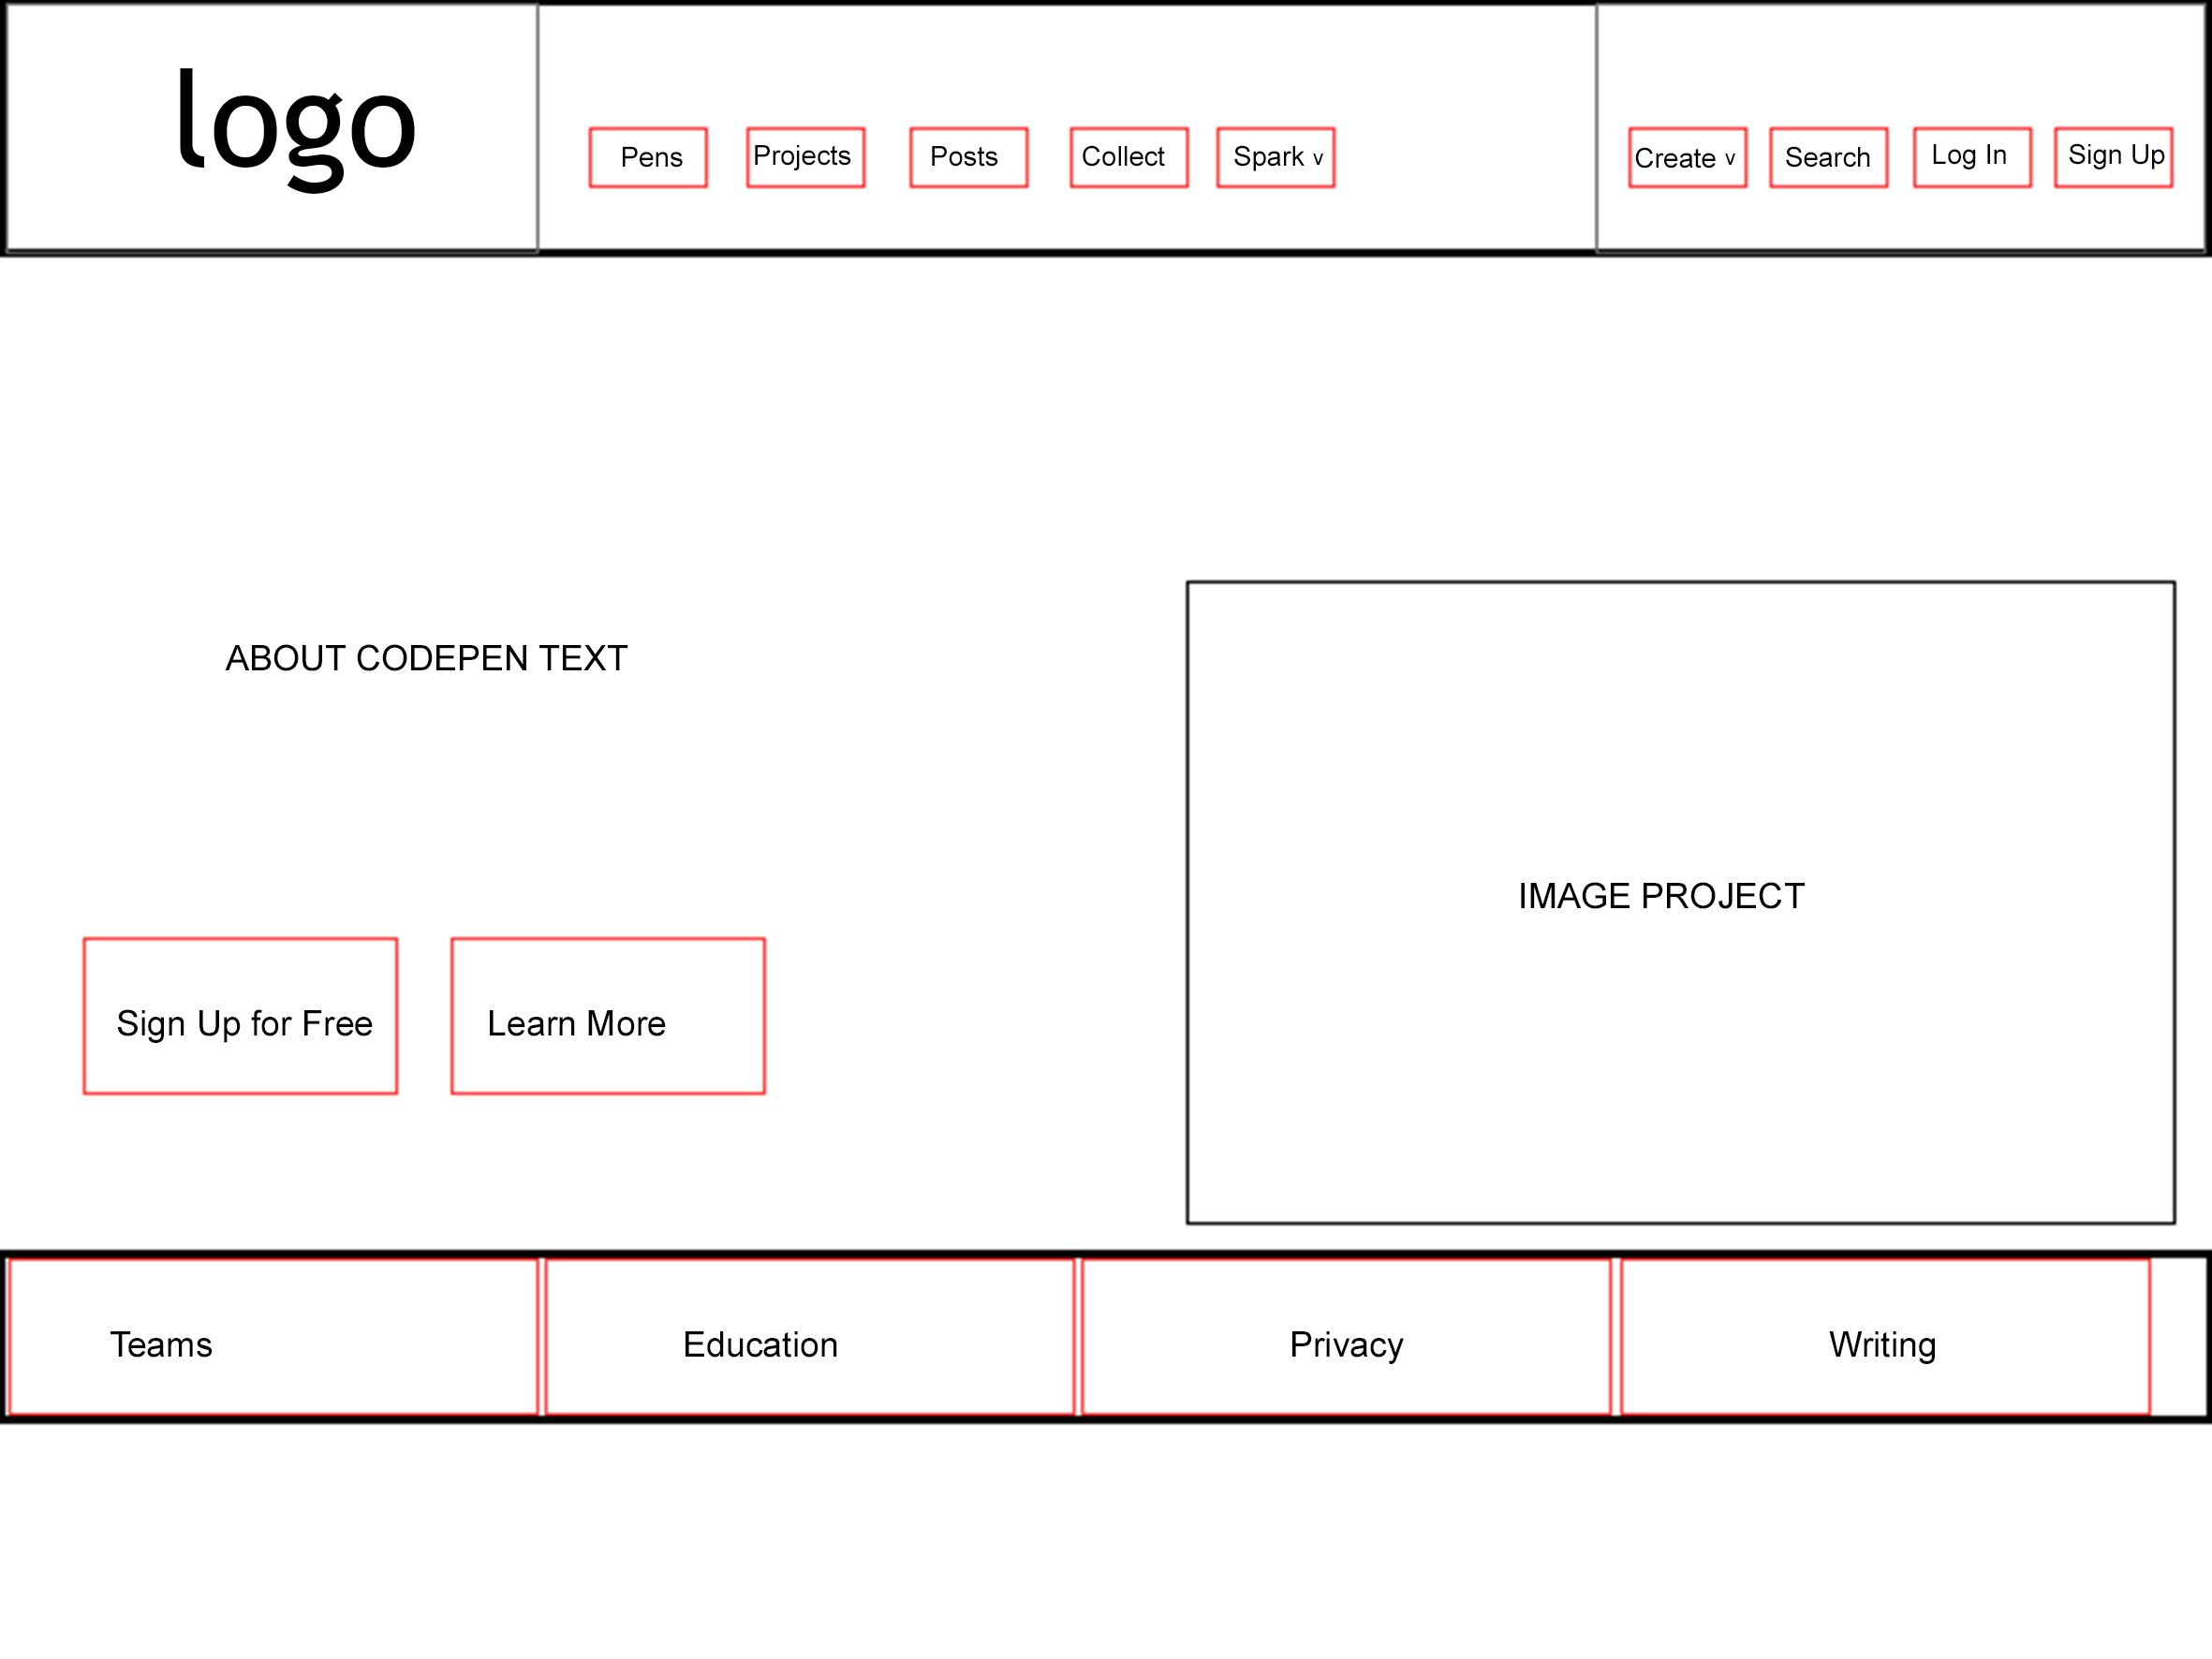 logo
Pens Projects Posts Collect Spark v Create v Search Log In Sign Up
ABOUT CODEPEN TEXT
IMAGE PROJECT
Sign Up for Free Learn More
Teams Education Privacy Writing